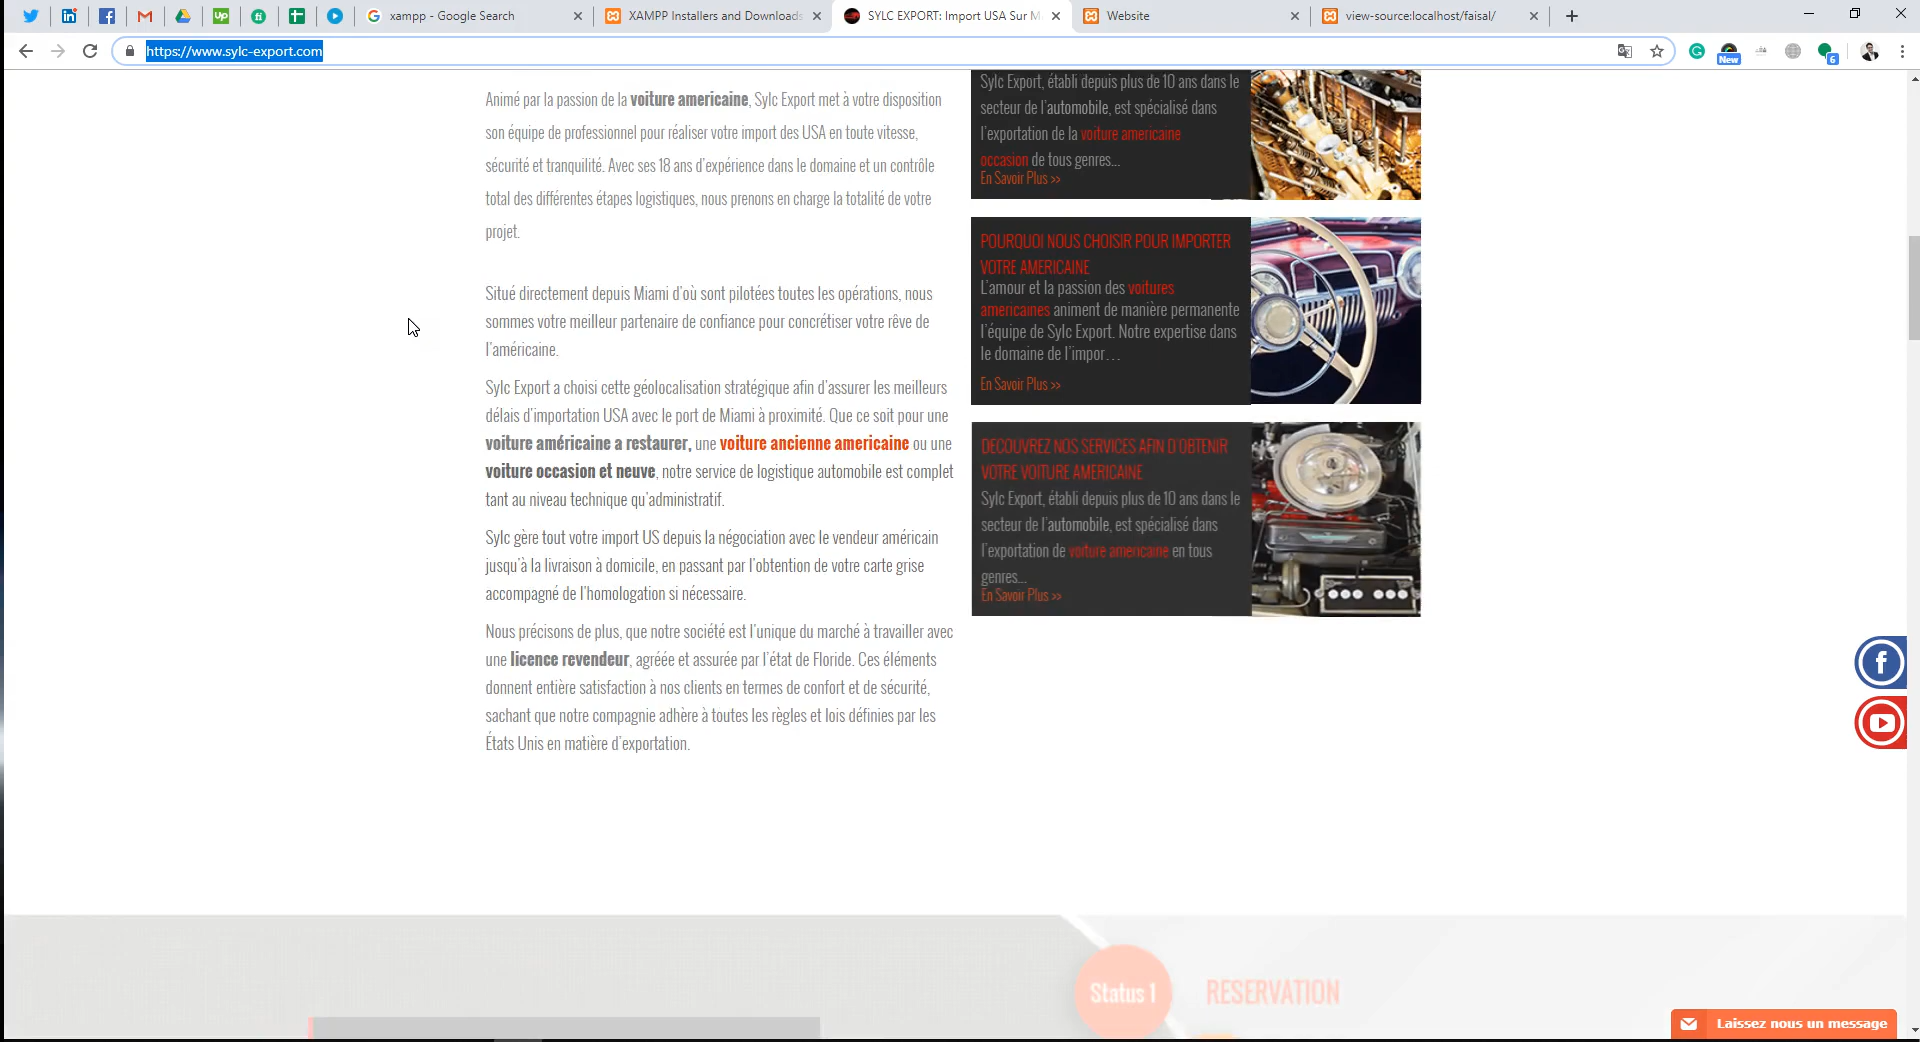 xampp - Google Search
XAMPP Installers and Downloads
SYLC EXPORT: Import USA Sur M
Website
view-source:localhost/faisal/
https://www.sylc-export.com
New
6
Animé par la passion de la voiture americaine, Sylc Export met à votre disposition
son équipe de professionnel pour réaliser votre import des USA en toute vitesse,
sécurité et tranquilité. Avec ses 18 ans d'expérience dans le domaine et un contrôle
total des différentes étapes logistiques, nous prenons en charge la totalité de votre
projet.
Situé directement depuis Miami d'où sont pilotées toutes les opérations, nous
sommes votre meilleur partenaire de confiance pour concrétiser votre rêve de
l'américaine.
Sylc Export a choisi cette géolocalisation stratégique afin d'assurer les meilleurs
délais d'importation USA avec le port de Miami à proximité. Que ce soit pour une
voiture américaine a restaurer, une voiture ancienne americaine ou une
voiture occasion et neuve, notre service de logistique automobile est complet
tant au niveau technique qu'administratif.
Sylc gère tout votre import US depuis la négociation avec le vendeur américain
jusqu'à la livraison à domicile, en passant par l'obtention de votre carte grise
accompagné de l'homologation si nécessaire.
Nous précisons de plus, que notre société est l'unique du marché à travailler avec
une licence revendeur, agréée et assurée par l'état de Floride. Ces éléments
donnent entière satisfaction à nos clients en termes de confort et de sécurité,
sachant que notre compagnie adhère à toutes les règles et lois définies par les
États Unis en matière d'exportation.
Sylc Export, établi depuis plus de 10 ans dans le
secteur de l'automobile, est spécialisé dans
l'exportation de la voiture americaine
occasion de tous genres...
En Savoir Plus >>
POURQUOI NOUS CHOISIR POUR IMPORTER
VOTRE AMERICAINE
L'amour et la passion des voitures
americaines animent de manière permanente
l'équipe de Sylc Export. Notre expertise dans
le domaine de l'impor…
En Savoir Plus >>
DECOUVREZ NOS SERVICES AFIN D'OBTENIR
VOTRE VOITURE AMERICAINE
Sylc Export, établi depuis plus de 10 ans dans le
secteur de l'automobile, est spécialisé dans
l'exportation de voiture americaine en tous
genres...
En Savoir Plus >>
Status 1
RESERVATION
Laissez nous un message